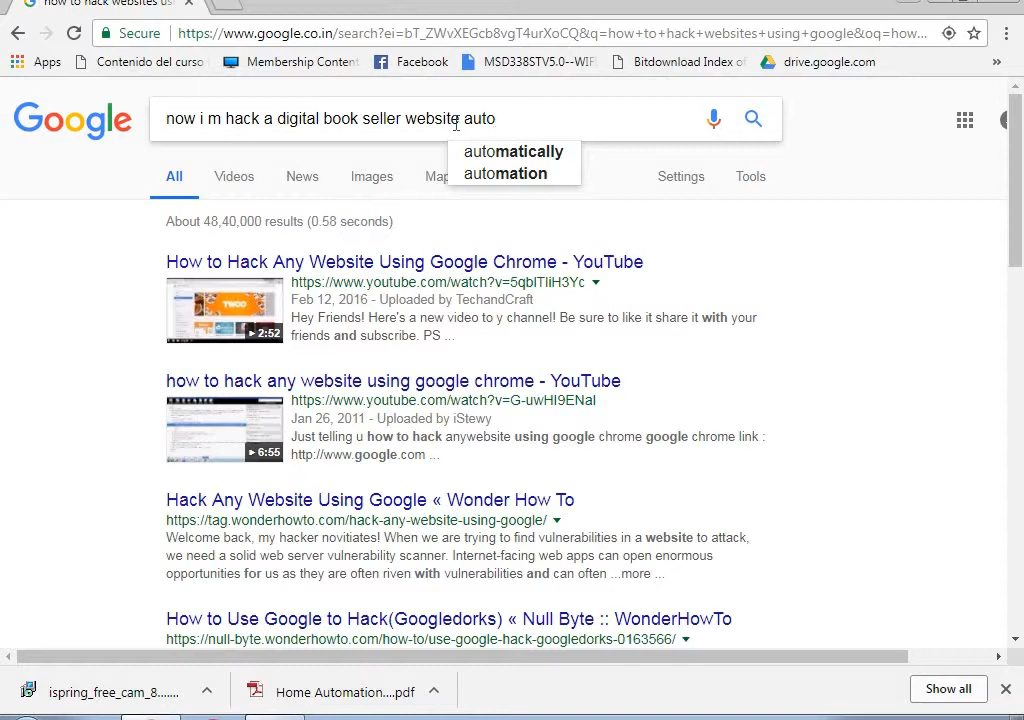 how to hack websites us
Secure https://www.google.co.in/search?ei=bT_ZWvXEGcb8vgT4urXoCQ&q=how+to+hack+websites+using+google&oq=how...
Apps Contenido del curso Membership Content Facebook MSD338STV5.0--WIF Bitdownload Index of drive.google.com »
Google now i m hack a digital book seller website auto
automatically
automation
All Videos News Images Map Settings Tools
About 48,40,000 results (0.58 seconds)
How to Hack Any Website Using Google Chrome - YouTube
https://www.youtube.com/watch?v=5qblTliH3Yc
Feb 12, 2016 - Uploaded by TechandCraft
Hey Friends! Here's a new video to y channel! Be sure to like it share it with your
friends and subscribe. PS ...
2:52
how to hack any website using google chrome - YouTube
https://www.youtube.com/watch?v=G-uwHI9ENaI
Jan 26, 2011 - Uploaded by iStewy
Just telling u how to hack anywebsite using google chrome google chrome link :
http://www.google.com ...
6:55
Hack Any Website Using Google « Wonder How To
https://tag.wonderhowto.com/hack-any-website-using-google/
Welcome back, my hacker novitiates! When we are trying to find vulnerabilities in a website to attack,
we need a solid web server vulnerability scanner. Internet-facing web apps can open enormous
opportunities for us as they are often riven with vulnerabilities and can often ...more ...
How to Use Google to Hack(Googledorks) « Null Byte :: WonderHowTo
https://null-byte.wonderhowto.com/how-to/use-google-hack-googledorks-0163566/
ispring_free_cam_8....... Home Automation....pdf Show all